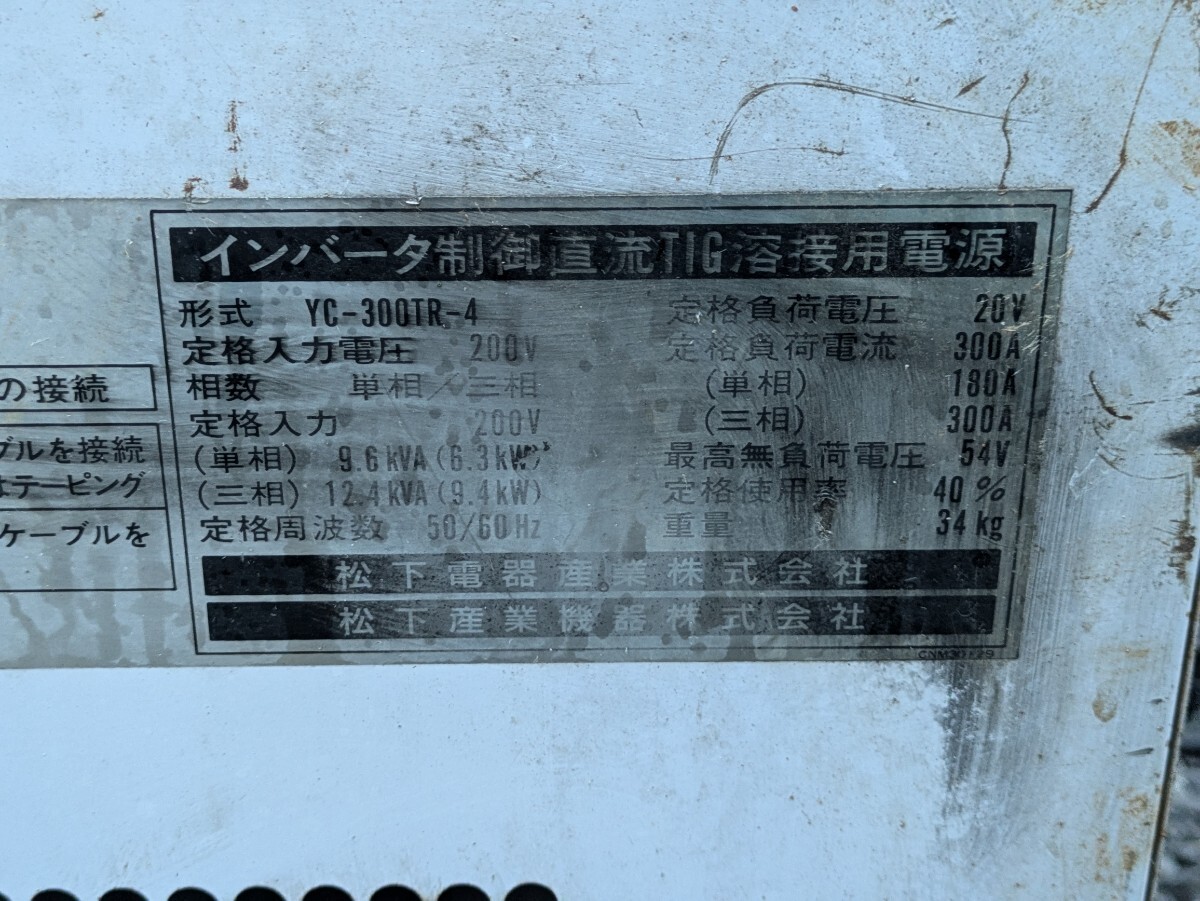 インバータ制御直流TIG溶接用電源
形式 YC-300TR-4
定格入力電圧 200V
相数 単相/三相
定格入力 200V
(単相) 9.6kVA(6.3kW)
(三相) 12.4kVA(9.4kW)
定格周波数 50/60Hz
定格負荷電圧 20V
定格負荷電流 300A
(単相) 180A
(三相) 300A
最高無負荷電圧 54V
定格使用率 40%
重量 34kg
松下電器産業株式会社
松下産業機器株式会社
の接続
ブルを接続
はテーピング
ケーブルを